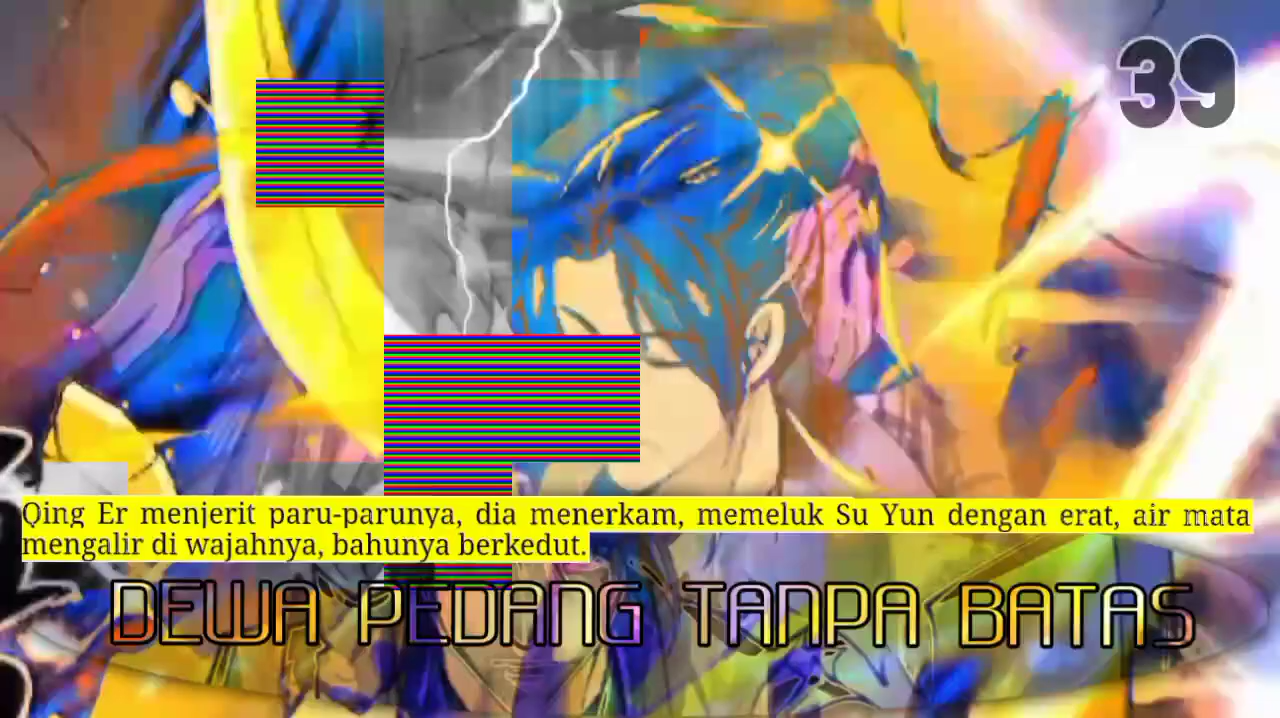 39
Qing Er menjerit paru-parunya, dia menerkam, memeluk Su Yun dengan erat, air mata
mengalir di wajahnya, bahunya berkedut.
DEWA PEDANG TANPA BATAS